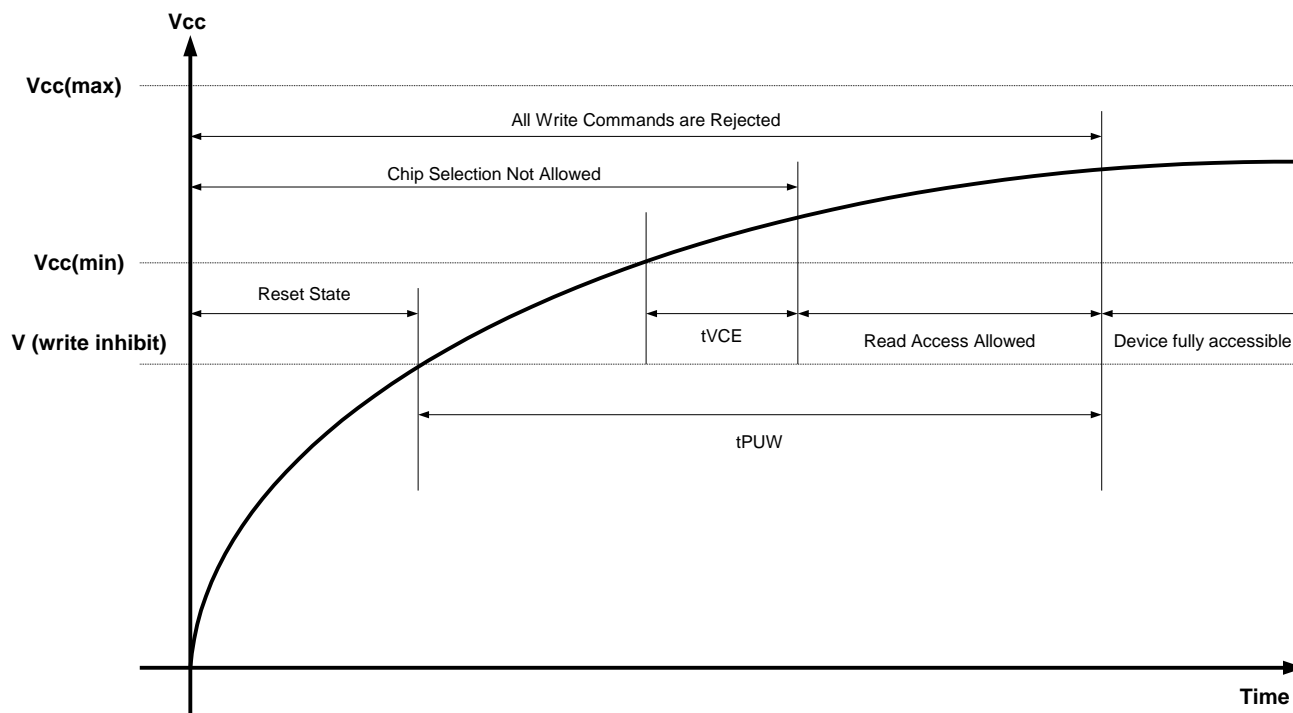 Vcc
Vcc(max)
All Write Commands are Rejected
Chip Selection Not Allowed
Vcc(min)
Reset State
V (write inhibit)
tVCE
Read Access Allowed
Device fully accessible
tPUW
Time